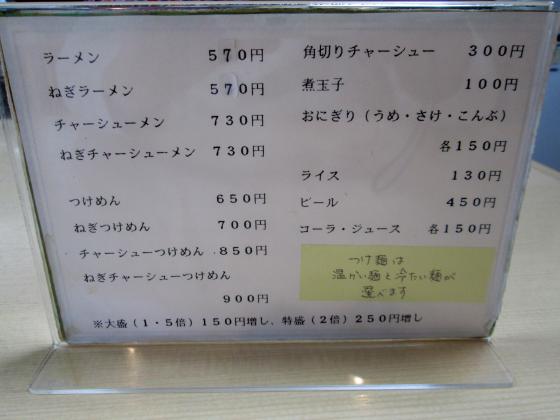 ラーメン 570円
ねぎラーメン 570円
チャーシューメン 730円
ねぎチャーシューメン 730円
つけめん 650円
ねぎつけめん 700円
チャーシューつけめん 850円
ねぎチャーシューつけめん
900円
角切りチャーシュー 300円
煮玉子 100円
おにぎり（うめ・さけ・こんぶ）
各150円
ライス 130円
ビール 450円
コーラ・ジュース 各150円
つけ麺は
温かい麺と冷たい麺が
選べます
※大盛（1・5倍）150円増し、特盛（2倍）250円増し